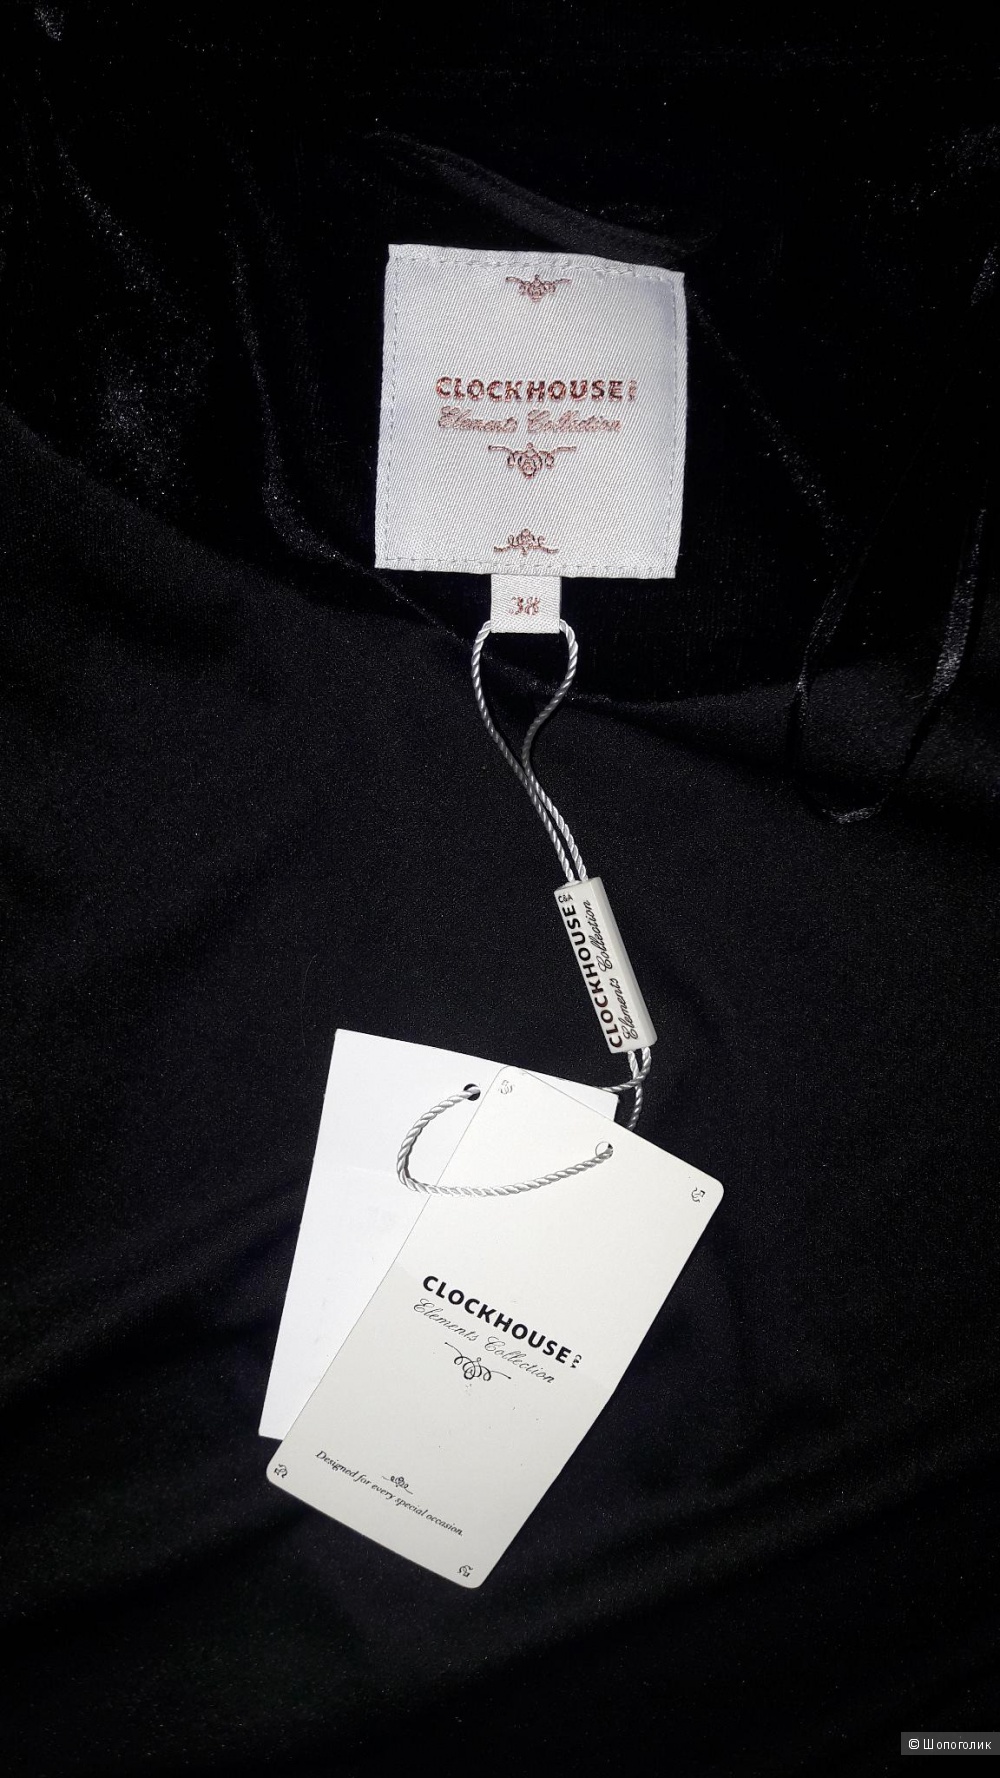 CLOCKHOUSE C&A
Elements Collection
38
CLOCKHOUSE C&A
Elements Collection
CLOCKHOUSE C&A
Elements Collection
Designed for every special occasion.
© Шопоголик